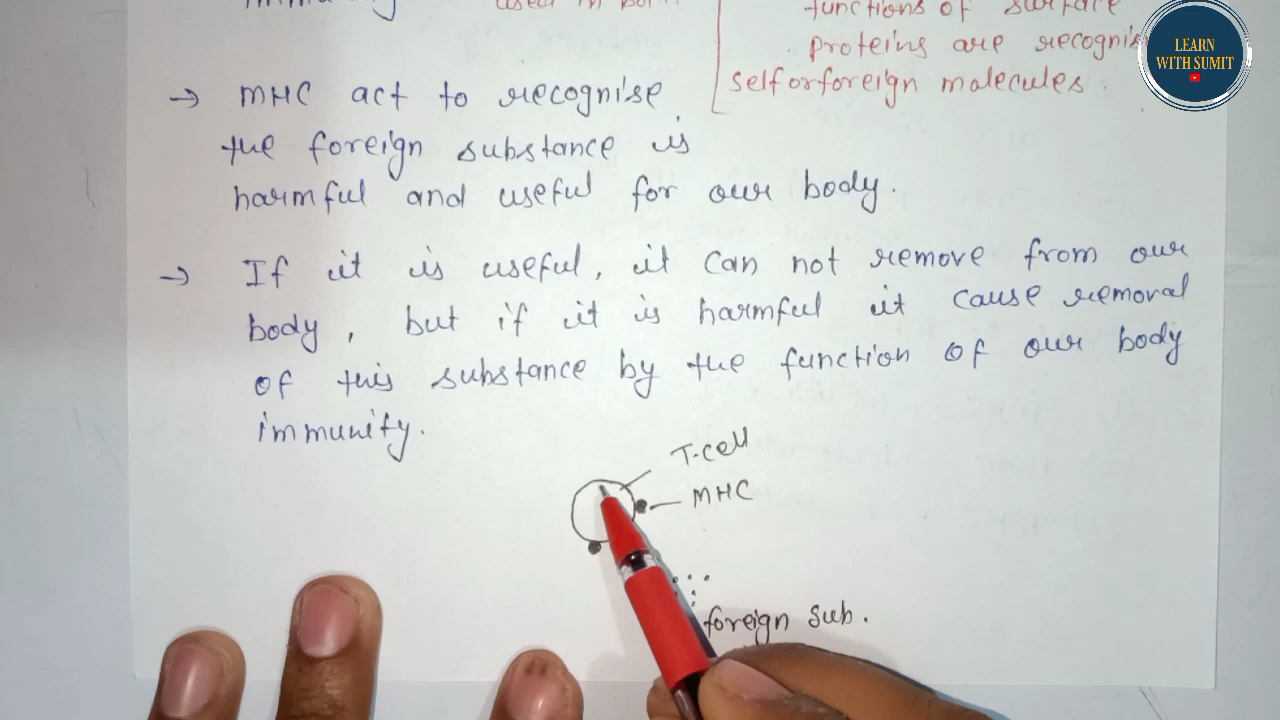 used in
functions of surface
proteins are
self or foreign molecules.
LEARN
WITH SUMIT
→ MHC act to recognise
the foreign substance is
harmful and useful for our body.
→ If it is useful, it can not remove from our
body, but if it is harmful it cause removal
of this substance by the function of our body
immunity.
T-cell
MHC
foreign sub.